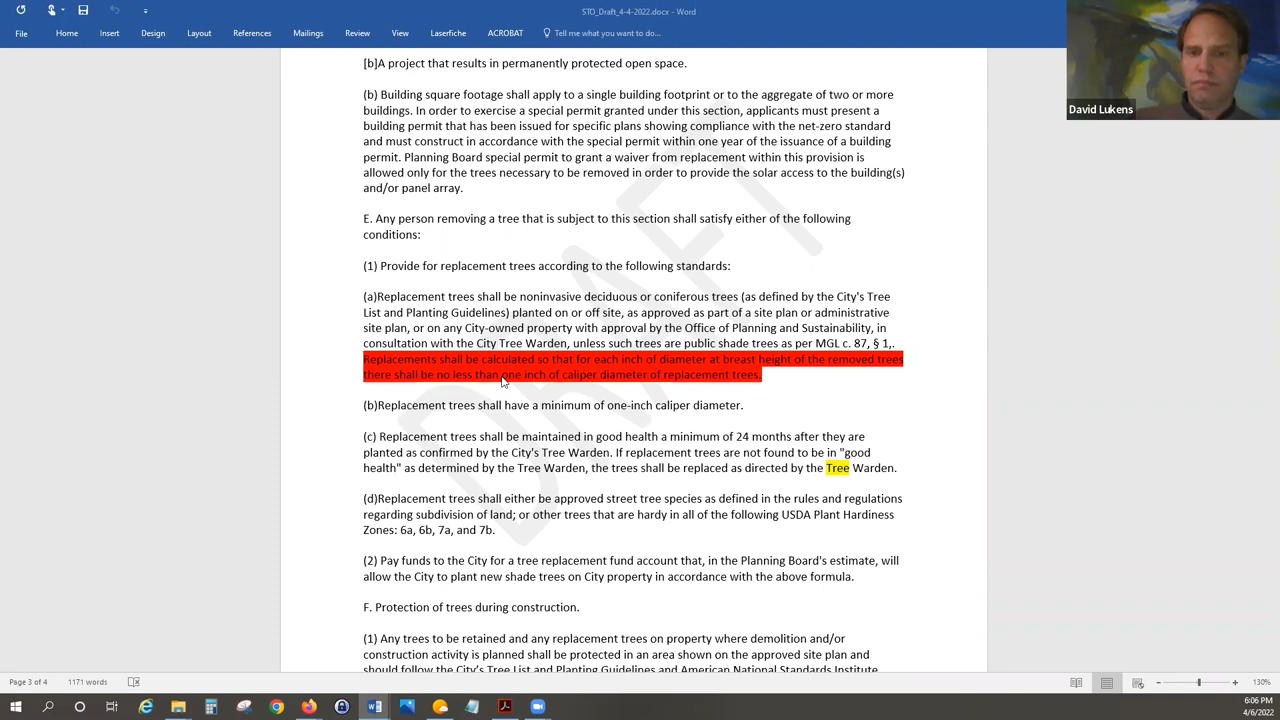 STO_Draft_4-4-2022.docx - Word
File Home Insert Design Layout References Mailings Review View Laserfiche ACROBAT Tell me what you want to do...
David Lukens
[b]A project that results in permanently protected open space.
(b) Building square footage shall apply to a single building footprint or to the aggregate of two or more
buildings. In order to exercise a special permit granted under this section, applicants must present a
building permit that has been issued for specific plans showing compliance with the net-zero standard
and must construct in accordance with the special permit within one year of the issuance of a building
permit. Planning Board special permit to grant a waiver from replacement within this provision is
allowed only for the trees necessary to be removed in order to provide the solar access to the building(s)
and/or panel array.
E. Any person removing a tree that is subject to this section shall satisfy either of the following
conditions:
(1) Provide for replacement trees according to the following standards:
(a)Replacement trees shall be noninvasive deciduous or coniferous trees (as defined by the City's Tree
List and Planting Guidelines) planted on or off site, as approved as part of a site plan or administrative
site plan, or on any City-owned property with approval by the Office of Planning and Sustainability, in
consultation with the City Tree Warden, unless such trees are public shade trees as per MGL c. 87, § 1,.
Replacements shall be calculated so that for each inch of diameter at breast height of the removed trees
there shall be no less than one inch of caliper diameter of replacement trees.
(b)Replacement trees shall have a minimum of one-inch caliper diameter.
(c) Replacement trees shall be maintained in good health a minimum of 24 months after they are
planted as confirmed by the City's Tree Warden. If replacement trees are not found to be in "good
health" as determined by the Tree Warden, the trees shall be replaced as directed by the Tree Warden.
(d)Replacement trees shall either be approved street tree species as defined in the rules and regulations
regarding subdivision of land; or other trees that are hardy in all of the following USDA Plant Hardiness
Zones: 6a, 6b, 7a, and 7b.
(2) Pay funds to the City for a tree replacement fund account that, in the Planning Board's estimate, will
allow the City to plant new shade trees on City property in accordance with the above formula.
F. Protection of trees during construction.
(1) Any trees to be retained and any replacement trees on property where demolition and/or
construction activity is planned shall be protected in an area shown on the approved site plan and
should follow the City's Tree List and Planting Guidelines and American National Standards Institute
DRAFT
Page 3 of 4 1171 words 130%
6:06 PM
4/6/2022